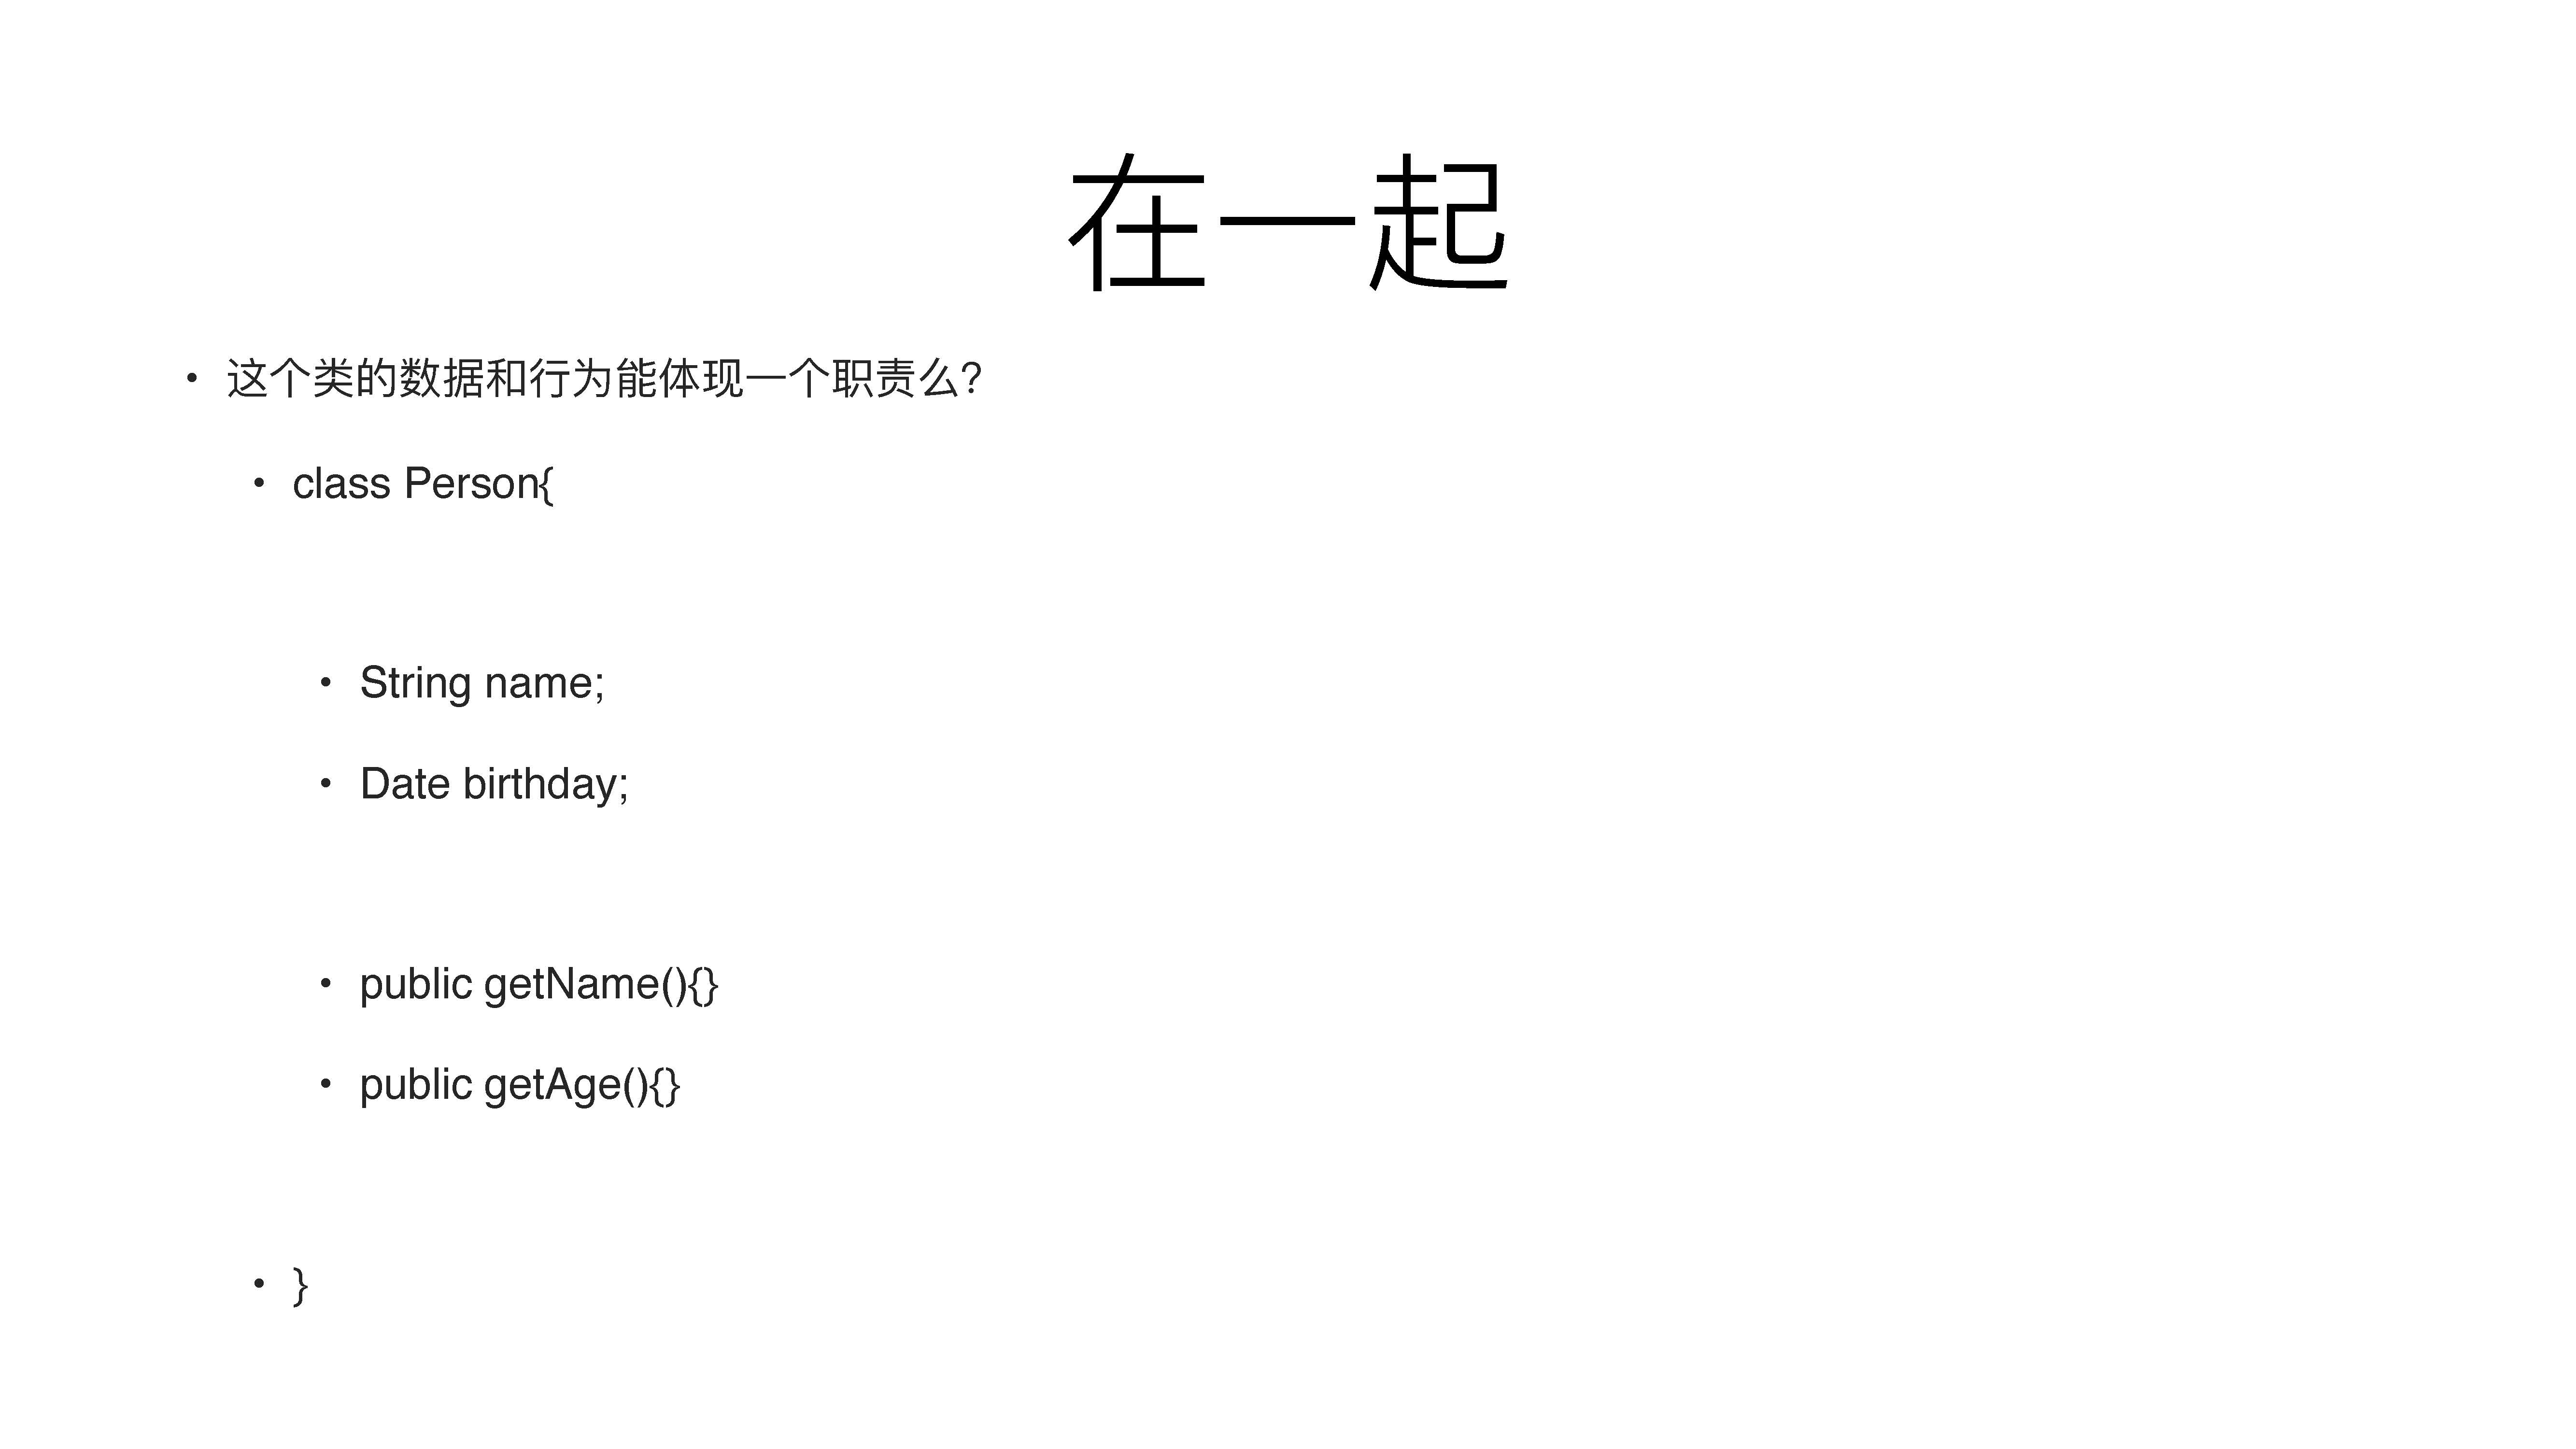 在一起
• 这个类的数据和行为能体现一个职责么？
• class Person{
• String name;
• Date birthday;
• public getName(){}
• public getAge(){}
• }